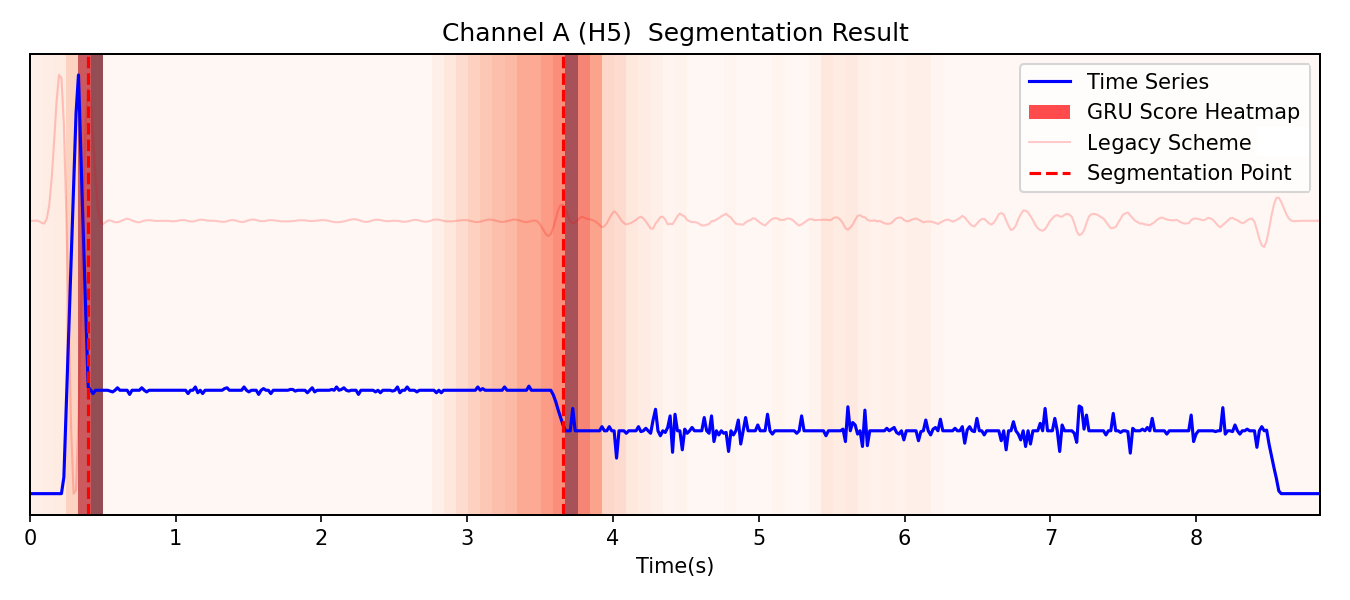 Channel A (H5)  Segmentation Result
Time Series
GRU Score Heatmap
Legacy Scheme
Segmentation Point
0 1 2 3 4 5 6 7 8
Time(s)